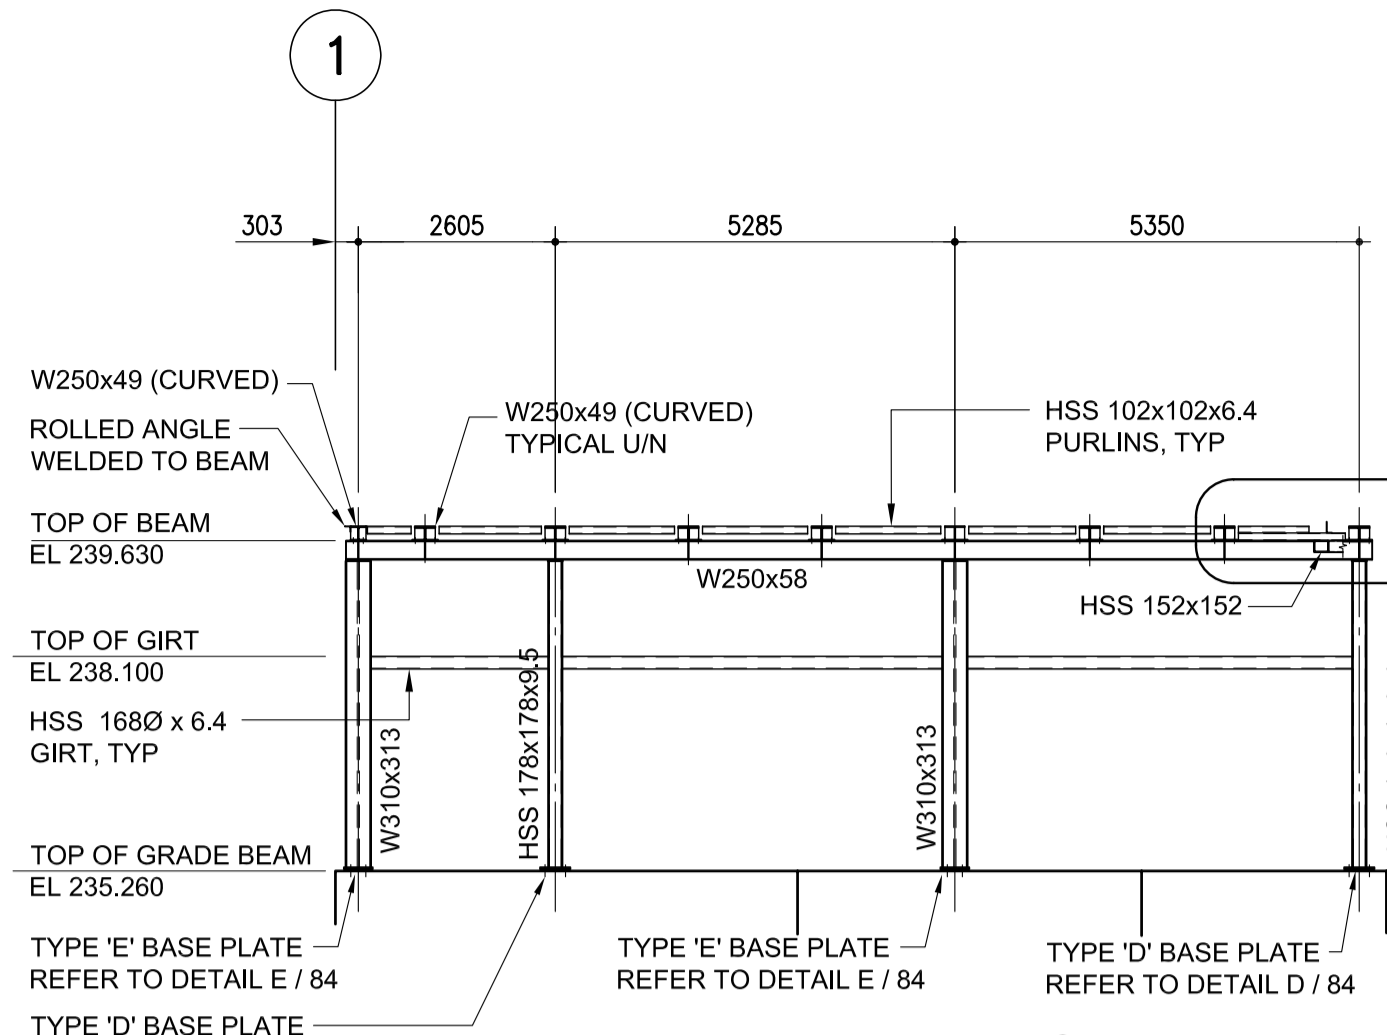 1
303
2605
5285
5350
W250x49 (CURVED)
ROLLED ANGLE
WELDED TO BEAM
W250x49 (CURVED)
TYPICAL U/N
HSS 102x102x6.4
PURLINS, TYP
TOP OF BEAM
EL 239.630
W250x58
HSS 152x152
TOP OF GIRT
EL 238.100
HSS 168Ø x 6.4
GIRT, TYP
W310x313
HSS 178x178x9.5
W310x313
TOP OF GRADE BEAM
EL 235.260
TYPE 'E' BASE PLATE
REFER TO DETAIL E / 84
TYPE 'E' BASE PLATE
REFER TO DETAIL E / 84
TYPE 'D' BASE PLATE
REFER TO DETAIL D / 84
TYPE 'D' BASE PLATE